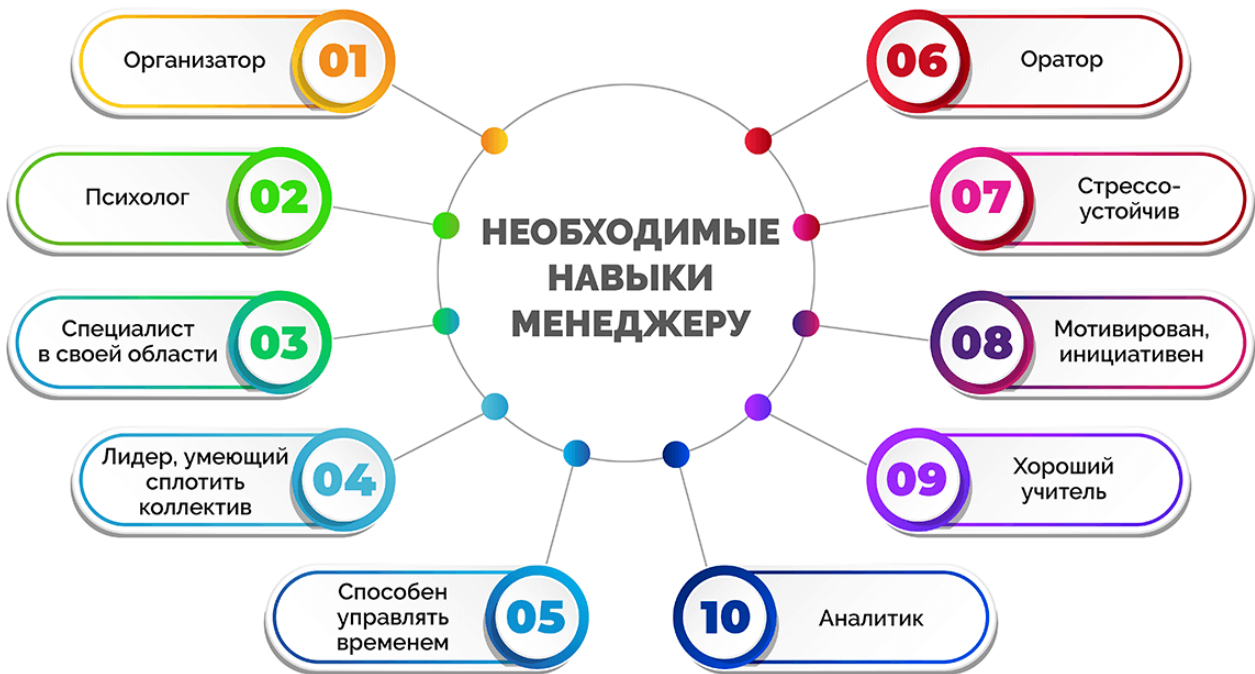 НЕОБХОДИМЫЕ
НАВЫКИ
МЕНЕДЖЕРУ
Организатор
01
Психолог
02
Специалист
в своей области
03
Лидер, умеющий
сплотить
коллектив
04
Способен
управлять
временем
05
06
Оратор
07
Стрессо-
устойчив
08
Мотивирован,
инициативен
09
Хороший
учитель
10
Аналитик